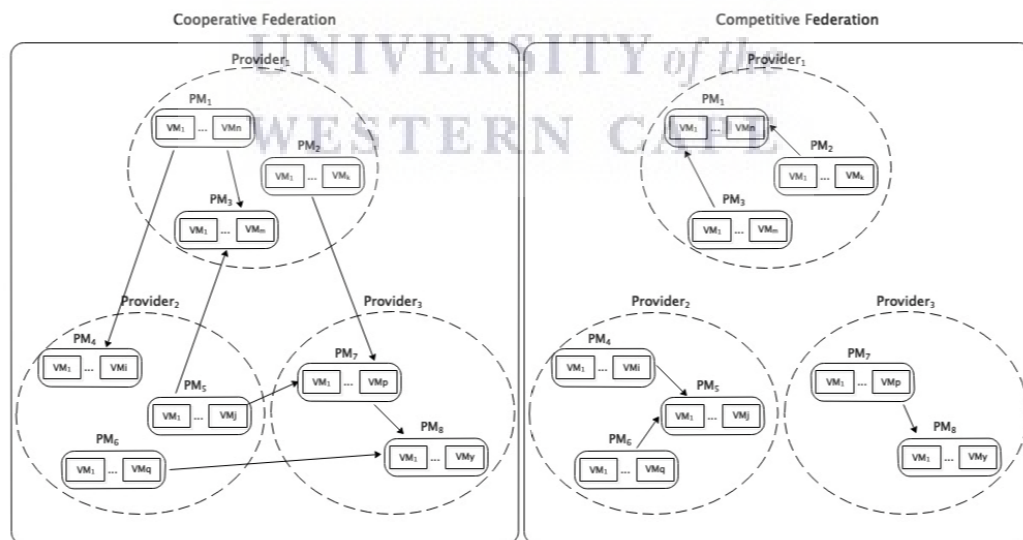 Cooperative Federation
Competitive Federation
UNIVERSITY of the
WESTERN CAPE
Provider₁
PM₁
VM₁ ... VMn
PM₂
VM₁ ... VMₖ
PM₃
VM₁ ... VMₘ
Provider₂
PM₄
VM₁ ... VMi
PM₅
VM₁ ... VMj
PM₆
VM₁ ... VMq
Provider₃
PM₇
VM₁ ... VMp
PM₈
VM₁ ... VMy
Provider₁
PM₁
VM₁ ... VMn
PM₂
VM₁ ... VMₖ
PM₃
VM₁ ... VMₘ
Provider₂
PM₄
VM₁ ... VMi
PM₅
VM₁ ... VMj
PM₆
VM₁ ... VMq
Provider₃
PM₇
VM₁ ... VMp
PM₈
VM₁ ... VMy